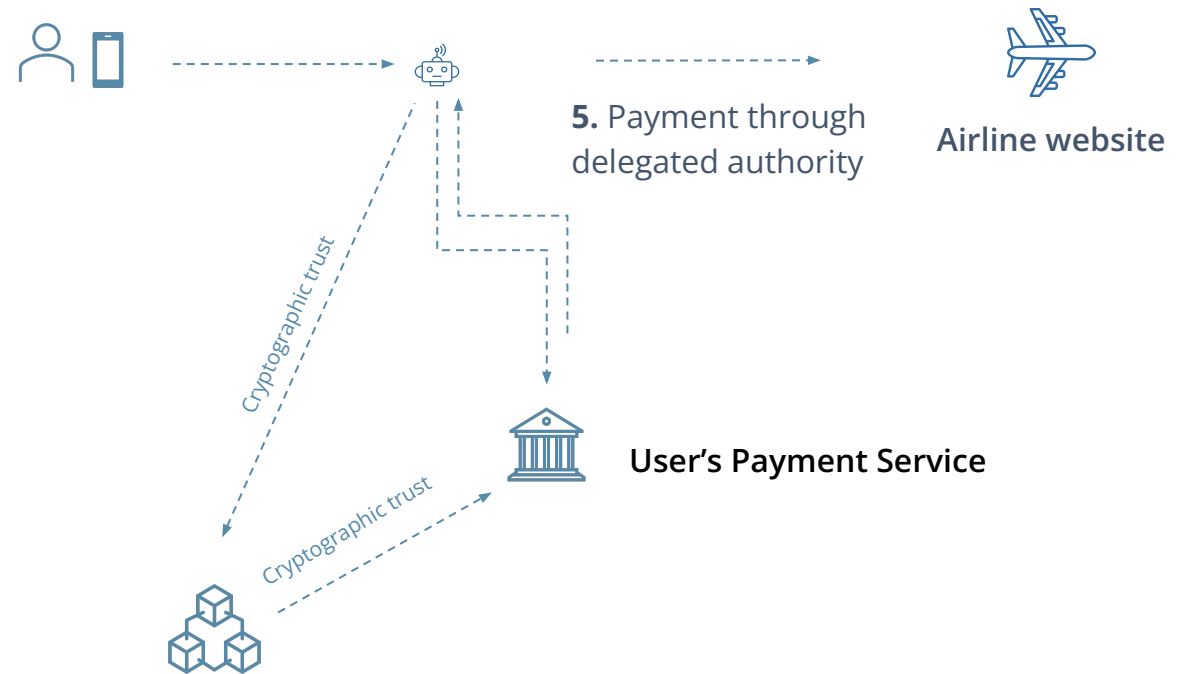 5. Payment through
delegated authority
Airline website
Cryptographic trust
User’s Payment Service
Cryptographic trust